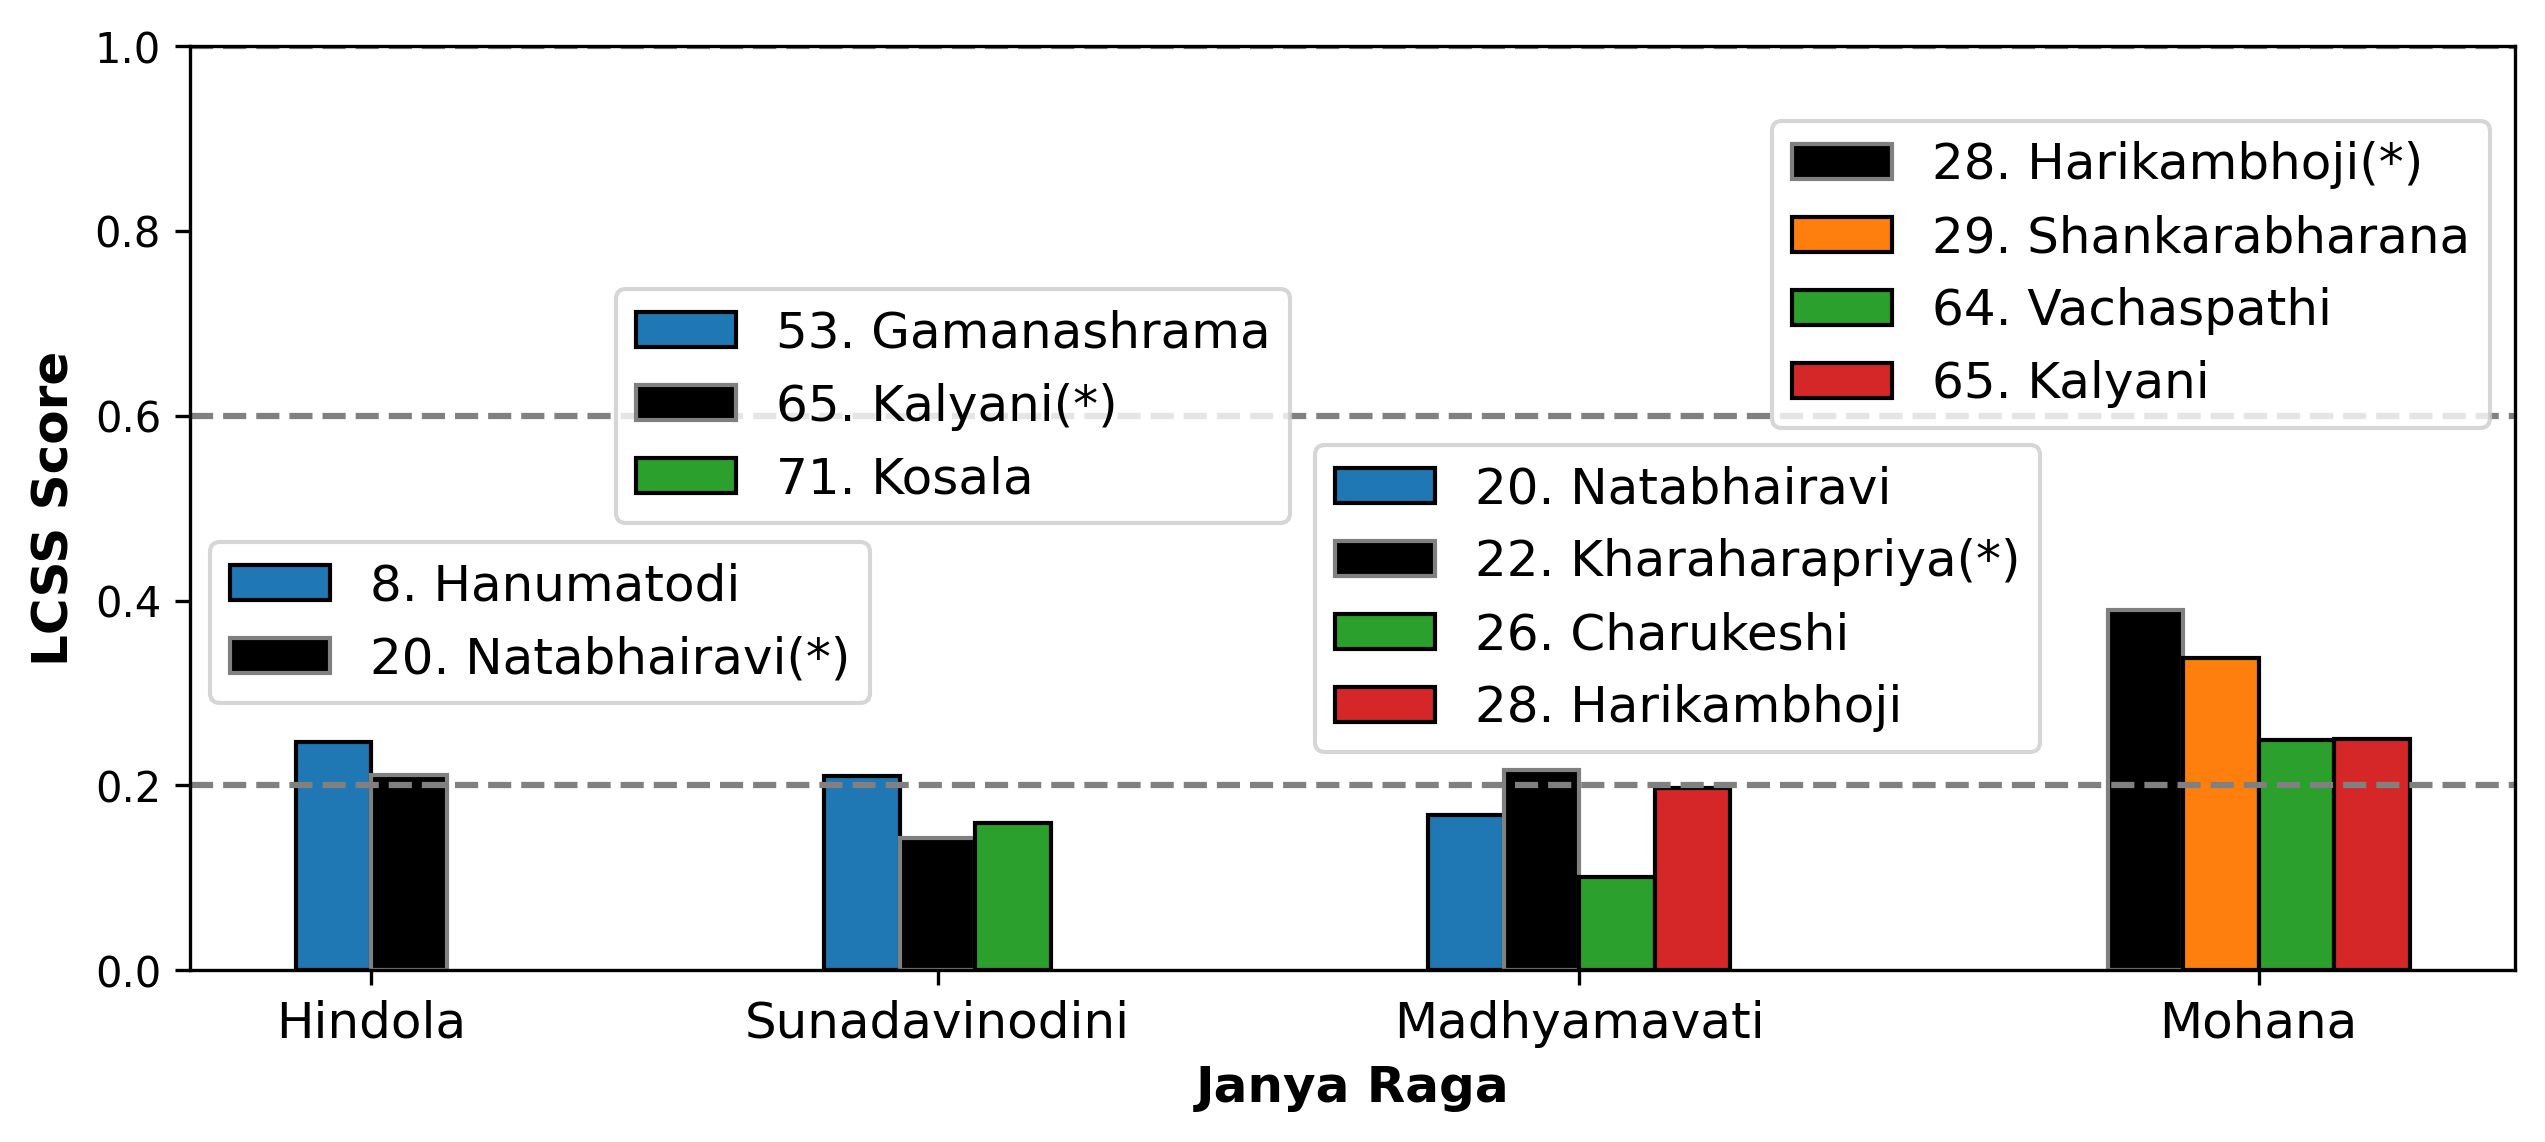 LCSS Score
1.0
0.8
0.6
0.4
0.2
0.0
8. Hanumatodi
20. Natabhairavi(*)
53. Gamanashrama
65. Kalyani(*)
71. Kosala
20. Natabhairavi
22. Kharaharapriya(*)
26. Charukeshi
28. Harikambhoji
28. Harikambhoji(*)
29. Shankarabharana
64. Vachaspathi
65. Kalyani
Hindola
Sunadavinodini
Madhyamavati
Mohana
Janya Raga